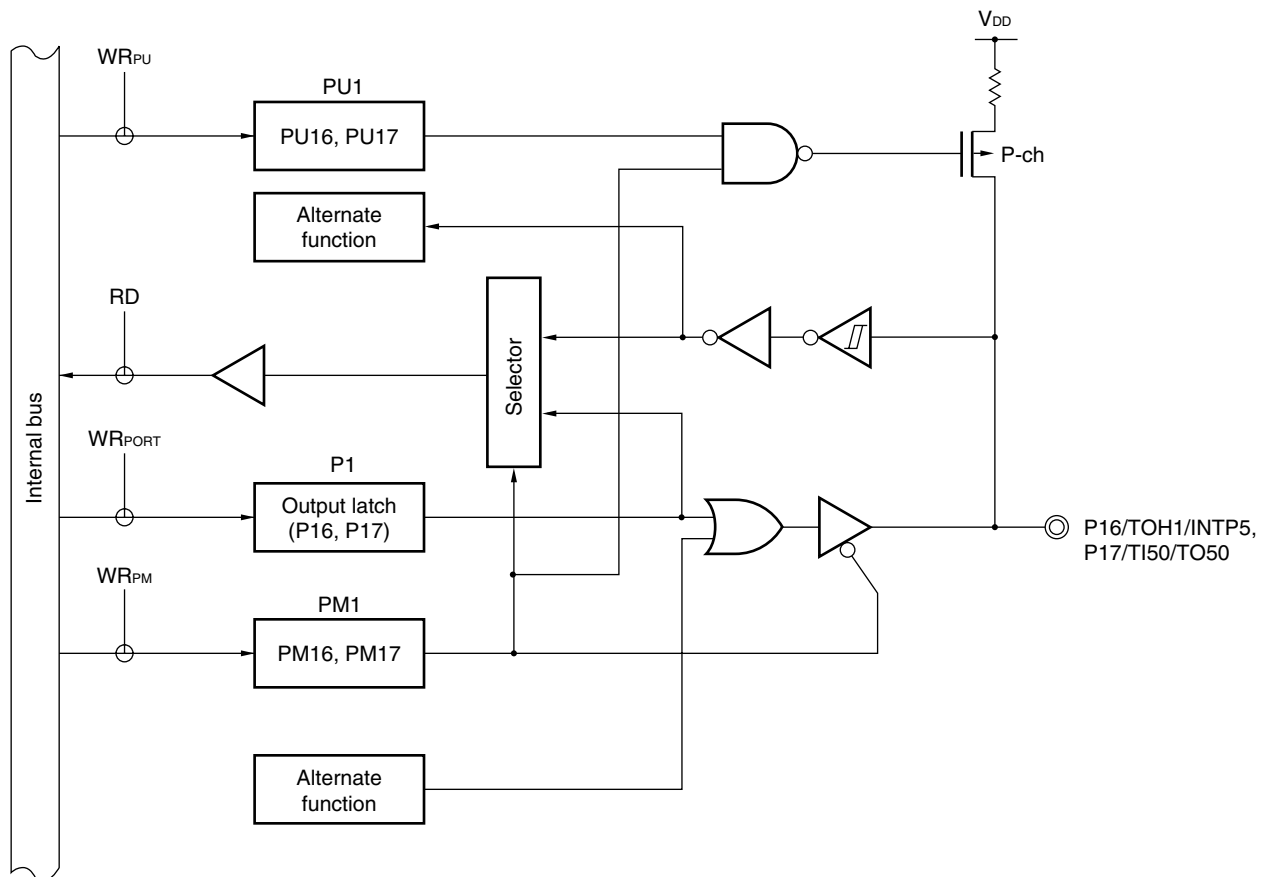 VDD
WRPU
PU1
PU16, PU17
P-ch
Alternate
function
RD
Selector
Internal bus
WRPORT
P1
Output latch
(P16, P17)
P16/TOH1/INTP5,
P17/TI50/TO50
WRPM
PM1
PM16, PM17
Alternate
function